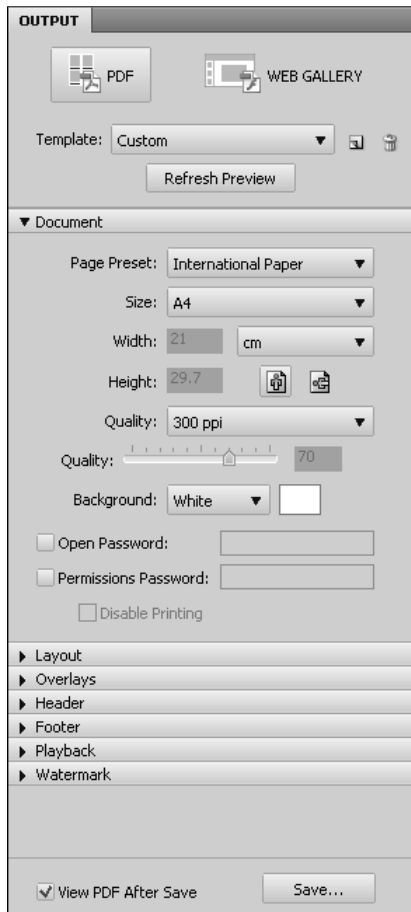 OUTPUT
PDF WEB GALLERY
Template: Custom
Refresh Preview
Document
Page Preset: International Paper
Size: A4
Width: 21 cm
Height: 29.7
Quality: 300 ppi
Quality: 70
Background: White
Open Password:
Permissions Password:
Disable Printing
Layout
Overlays
Header
Footer
Playback
Watermark
View PDF After Save Save...